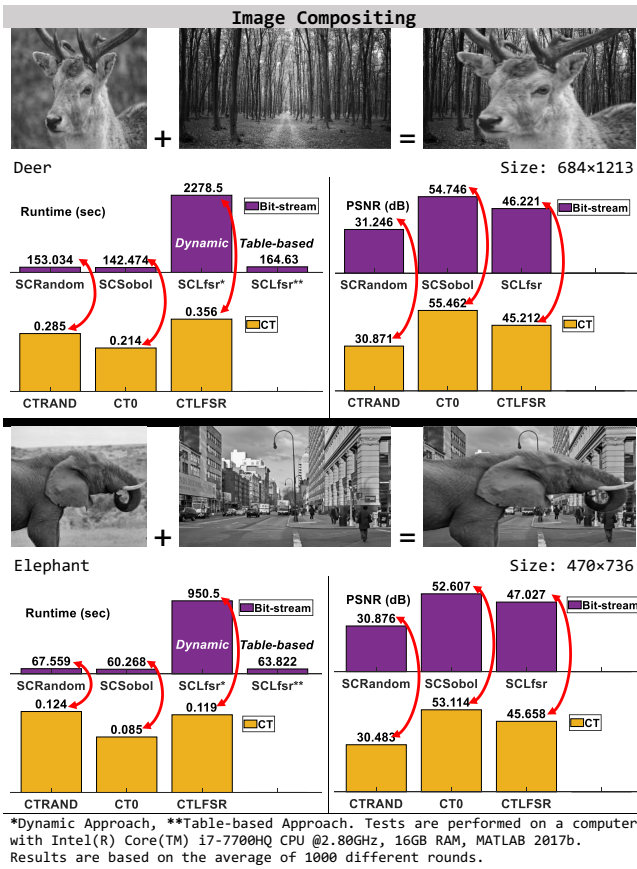 Image Compositing
+
=
Deer
Size: 684×1213
Runtime (sec)
2278.5
Bit-stream
Dynamic
Table-based
153.034
142.474
164.63
SCRandom
SCSobol
SCLfsr*
SCLfsr**
0.285
0.214
0.356
CT
CTRAND
CT0
CTLFSR
PSNR (dB)
31.246
54.746
46.221
Bit-stream
SCRandom
SCSobol
SCLfsr
30.871
55.462
45.212
CT
CTRAND
CT0
CTLFSR
+
=
Elephant
Size: 470×736
Runtime (sec)
950.5
Bit-stream
Dynamic
Table-based
67.559
60.268
63.822
SCRandom
SCSobol
SCLfsr*
SCLfsr**
0.124
0.085
0.119
CT
CTRAND
CT0
CTLFSR
PSNR (dB)
30.876
52.607
47.027
Bit-stream
SCRandom
SCSobol
SCLfsr
30.483
53.114
45.658
CT
CTRAND
CT0
CTLFSR
*Dynamic Approach, **Table-based Approach. Tests are performed on a computer
with Intel(R) Core(TM) i7-7700HQ CPU @2.80GHz, 16GB RAM, MATLAB 2017b.
Results are based on the average of 1000 different rounds.